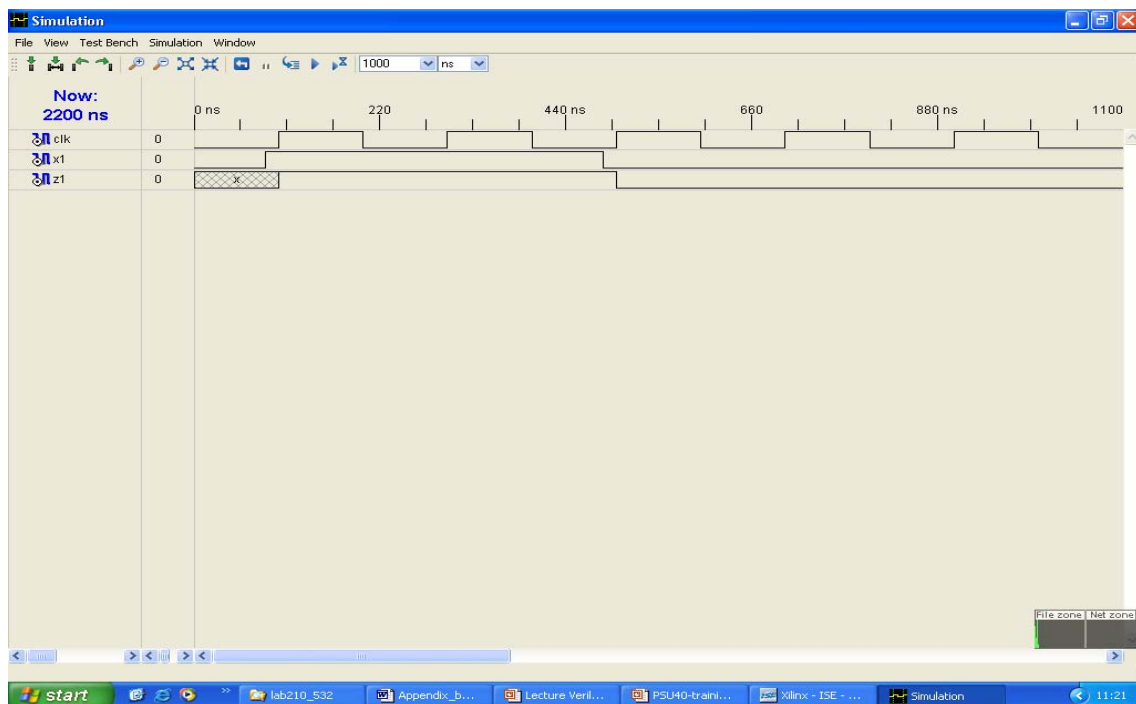 Simulation
File View Test Bench Simulation Window
1000 ns
Now:
2200 ns
0 ns 220 440 ns 660 880 ns 1100
clk 0
x1 0
z1 0
x
File zone Net zone
start lab210_532 Appendix_b... Lecture Veril... PSU40-traini... Xilinx - ISE - ... Simulation 11:21